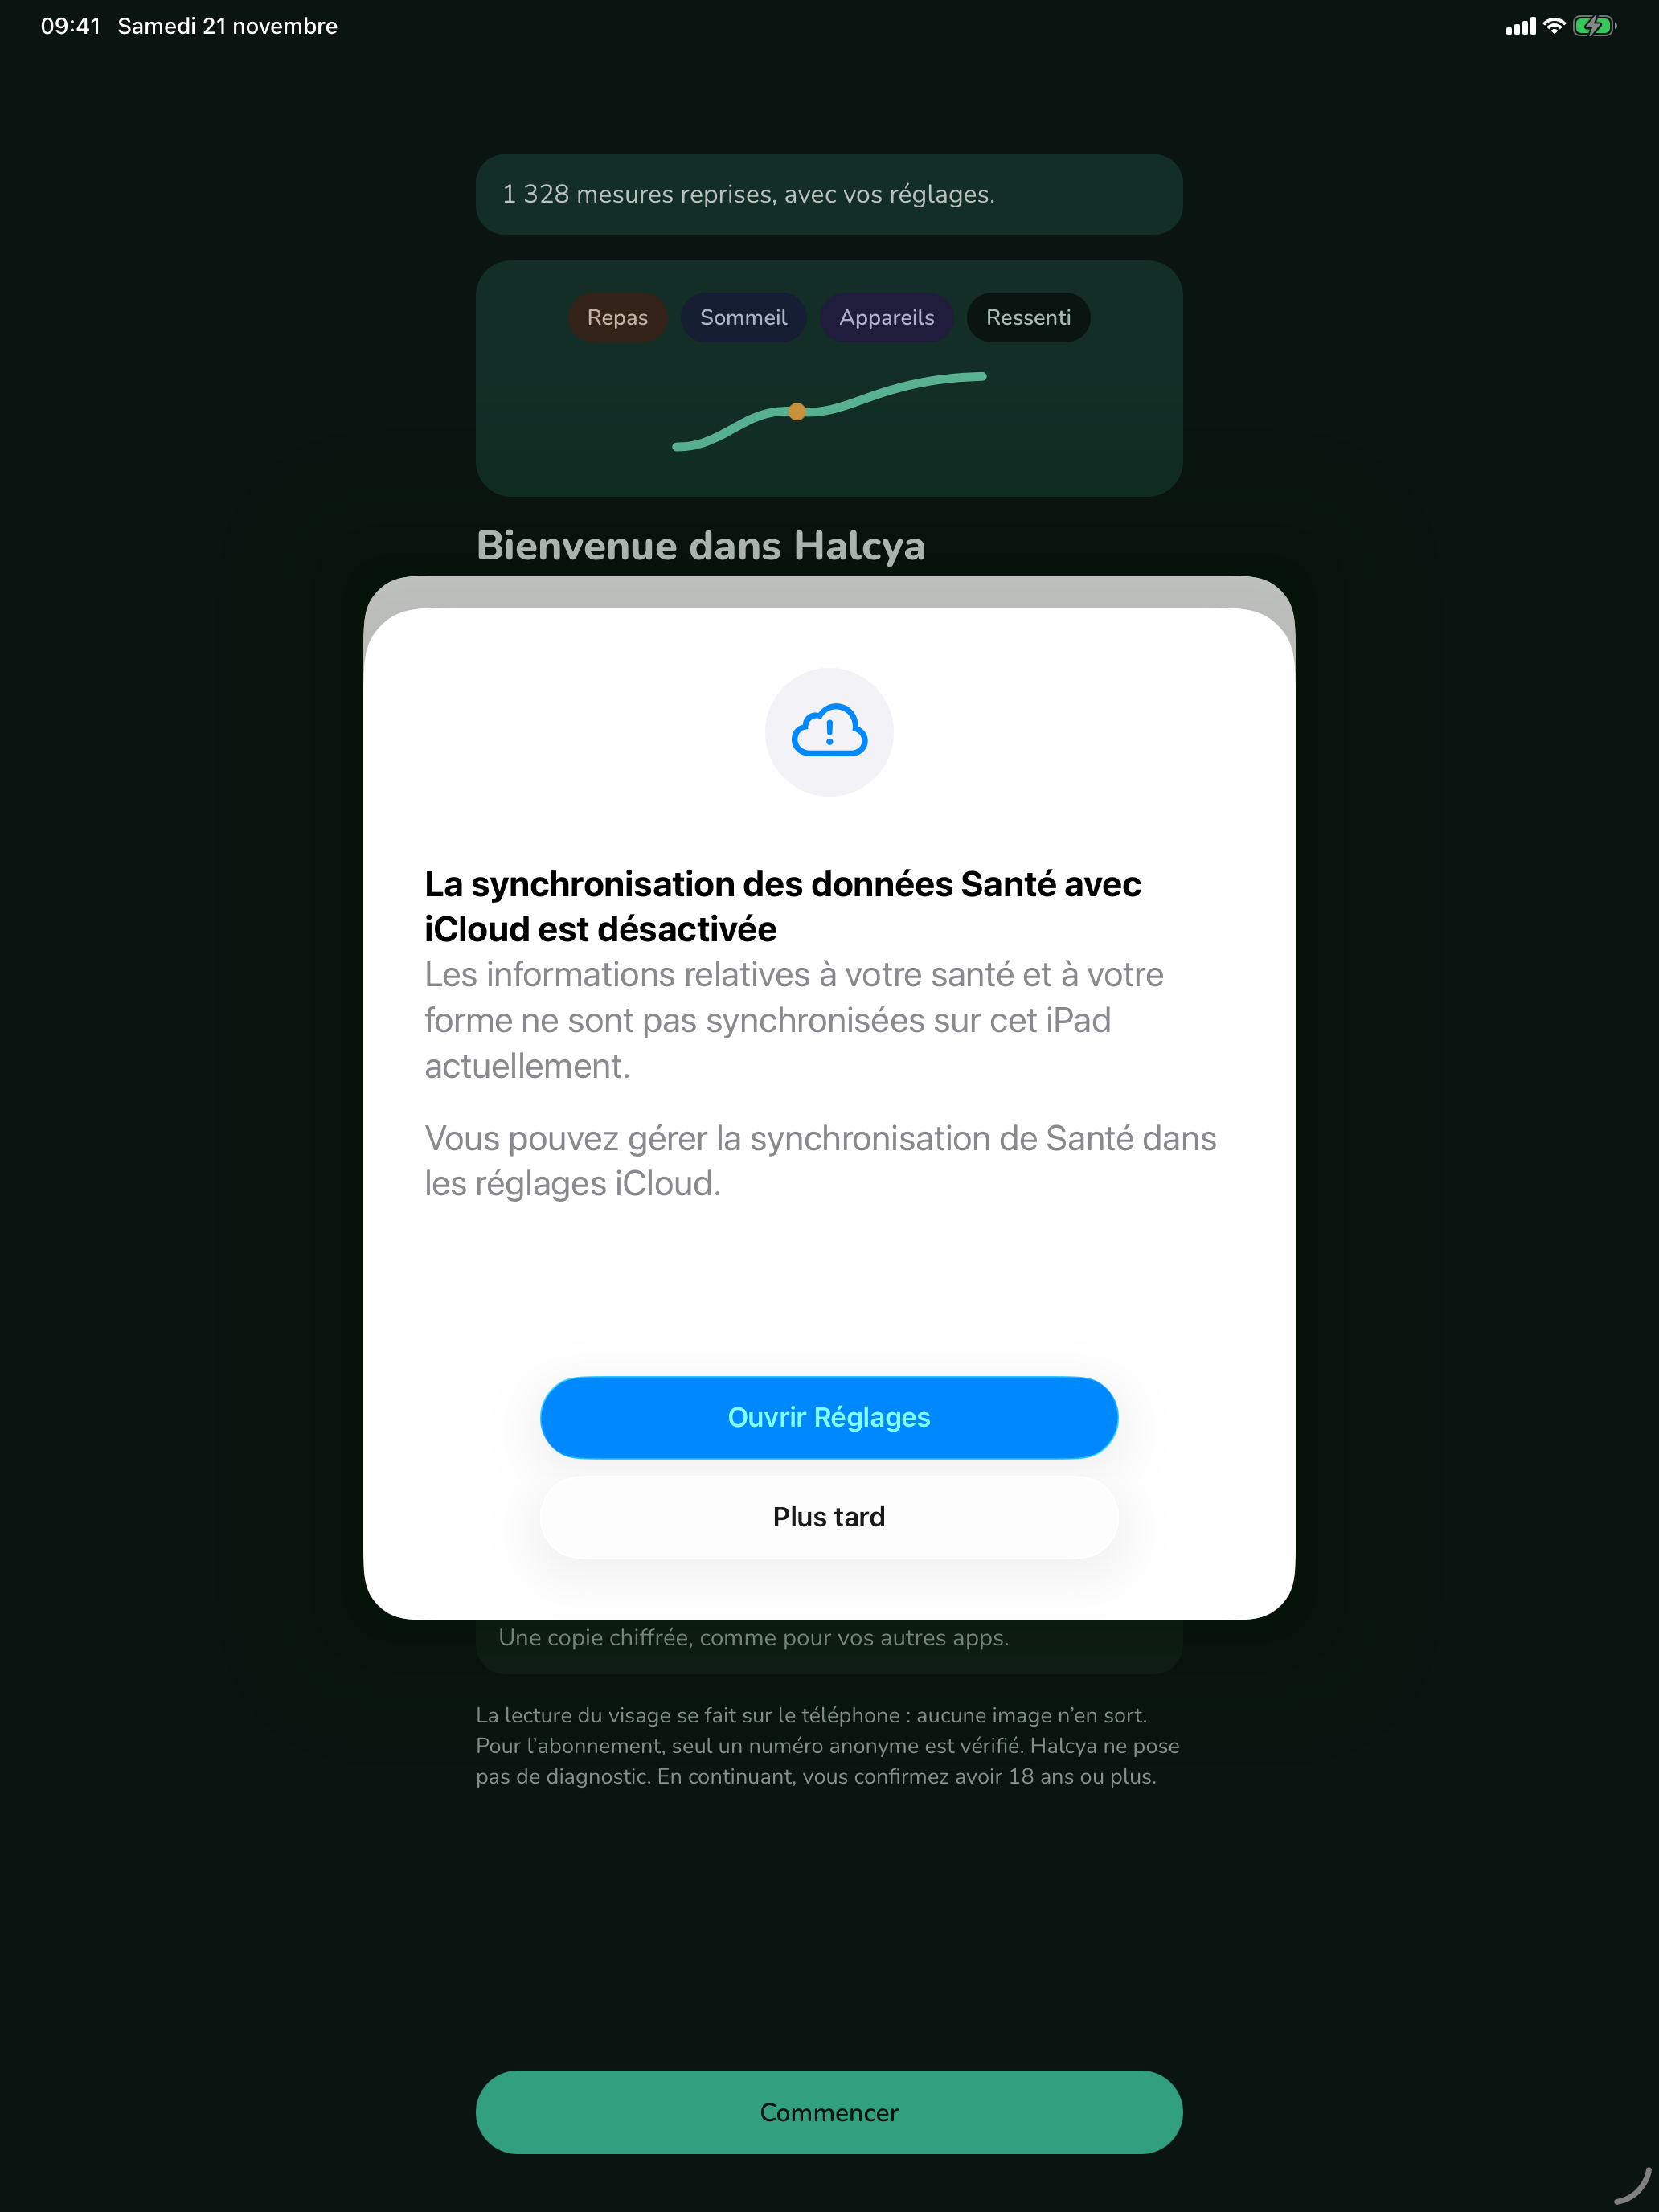 09:41 Samedi 21 novembre
1 328 mesures reprises, avec vos réglages.
Repas Sommeil Appareils Ressenti
Bienvenue dans Halcya
La synchronisation des données Santé avec
iCloud est désactivée
Les informations relatives à votre santé et à votre
forme ne sont pas synchronisées sur cet iPad
actuellement.
Vous pouvez gérer la synchronisation de Santé dans
les réglages iCloud.
Ouvrir Réglages
Plus tard
Une copie chiffrée, comme pour vos autres apps.
La lecture du visage se fait sur le téléphone : aucune image n’en sort.
Pour l’abonnement, seul un numéro anonyme est vérifié. Halcya ne pose
pas de diagnostic. En continuant, vous confirmez avoir 18 ans ou plus.
Commencer